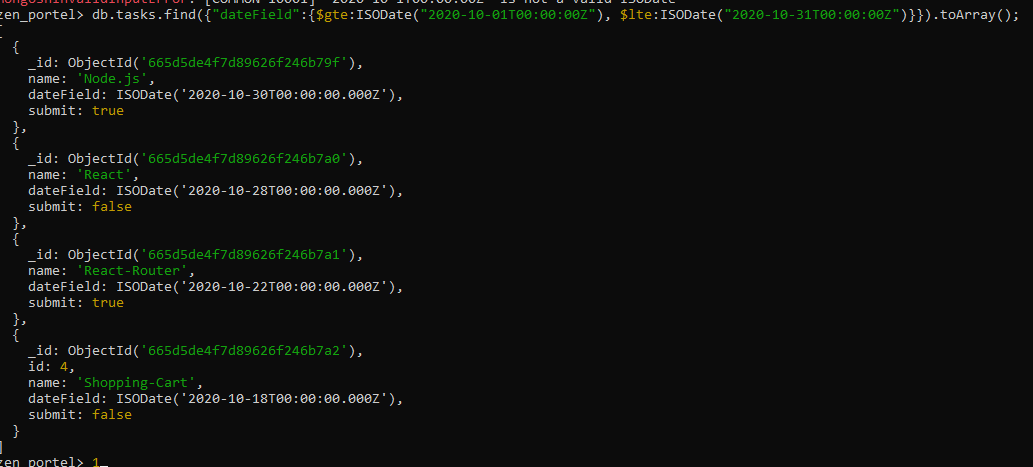 db.tasks.find({"dateField":{$gte:ISODate("2020-10-01T00:00:00Z"), $lte:ISODate("2020-10-31T00:00:00Z")}}).toArray();
[
  {
    _id: ObjectId('665d5de4f7d89626f246b79f'),
    name: 'Node.js',
    dateField: ISODate('2020-10-30T00:00:00.000Z'),
    submit: true
  },
  {
    _id: ObjectId('665d5de4f7d89626f246b7a0'),
    name: 'React',
    dateField: ISODate('2020-10-28T00:00:00.000Z'),
    submit: false
  },
  {
    _id: ObjectId('665d5de4f7d89626f246b7a1'),
    name: 'React-Router',
    dateField: ISODate('2020-10-22T00:00:00.000Z'),
    submit: true
  },
  {
    _id: ObjectId('665d5de4f7d89626f246b7a2'),
    id: 4,
    name: 'Shopping-Cart',
    dateField: ISODate('2020-10-18T00:00:00.000Z'),
    submit: false
  }
]
zen_portel> 1